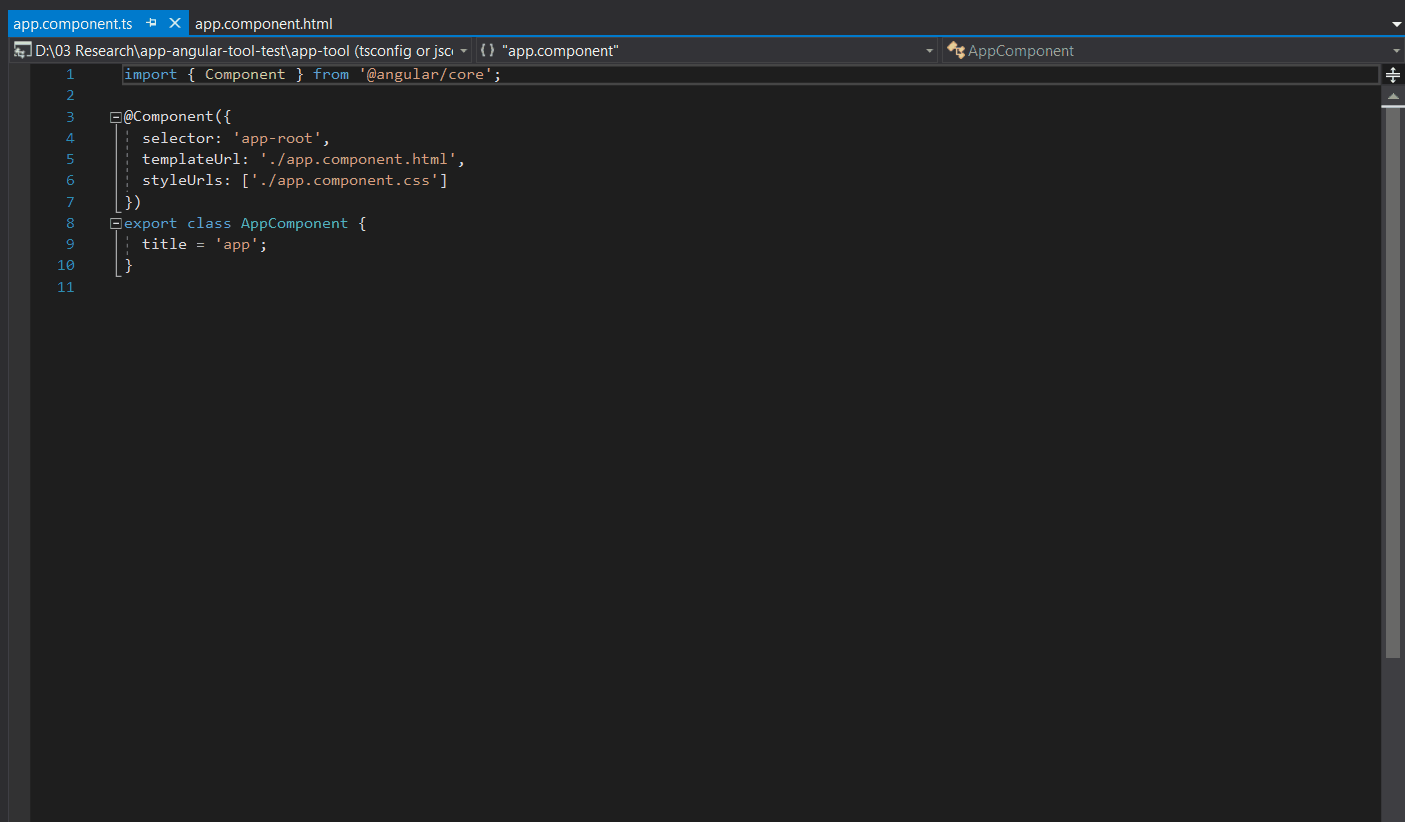 app.component.ts app.component.html
D:\03 Research\app-angular-tool-test\app-tool (tsconfig or jsc {} "app.component" AppComponent
1 import { Component } from '@angular/core';
2
3 @Component({
4 selector: 'app-root',
5 templateUrl: './app.component.html',
6 styleUrls: ['./app.component.css']
7 })
8 export class AppComponent {
9 title = 'app';
10 }
11